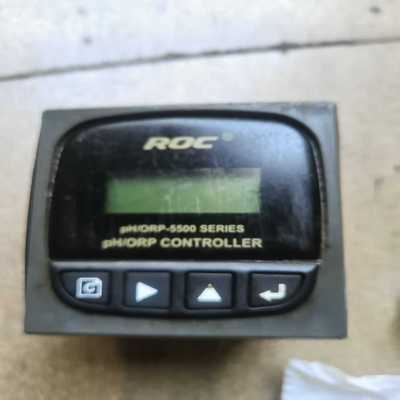 ROC®
pH/ORP-5500 SERIES
pH/ORP CONTROLLER